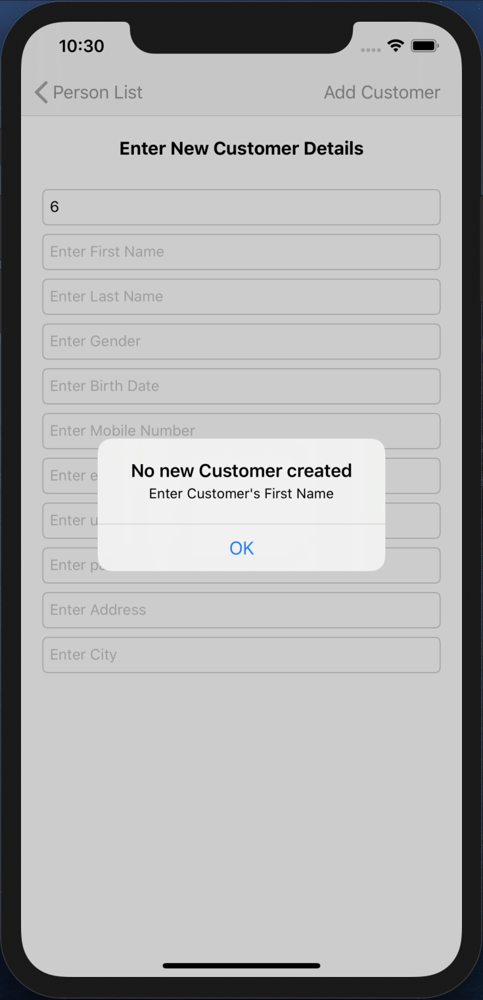 10:30
Person List
Add Customer
Enter New Customer Details
6
Enter First Name
Enter Last Name
Enter Gender
Enter Birth Date
Enter Mobile Number
Enter
No new Customer created
Enter Customer's First Name
Enter
OK
Enter
Enter Address
Enter City